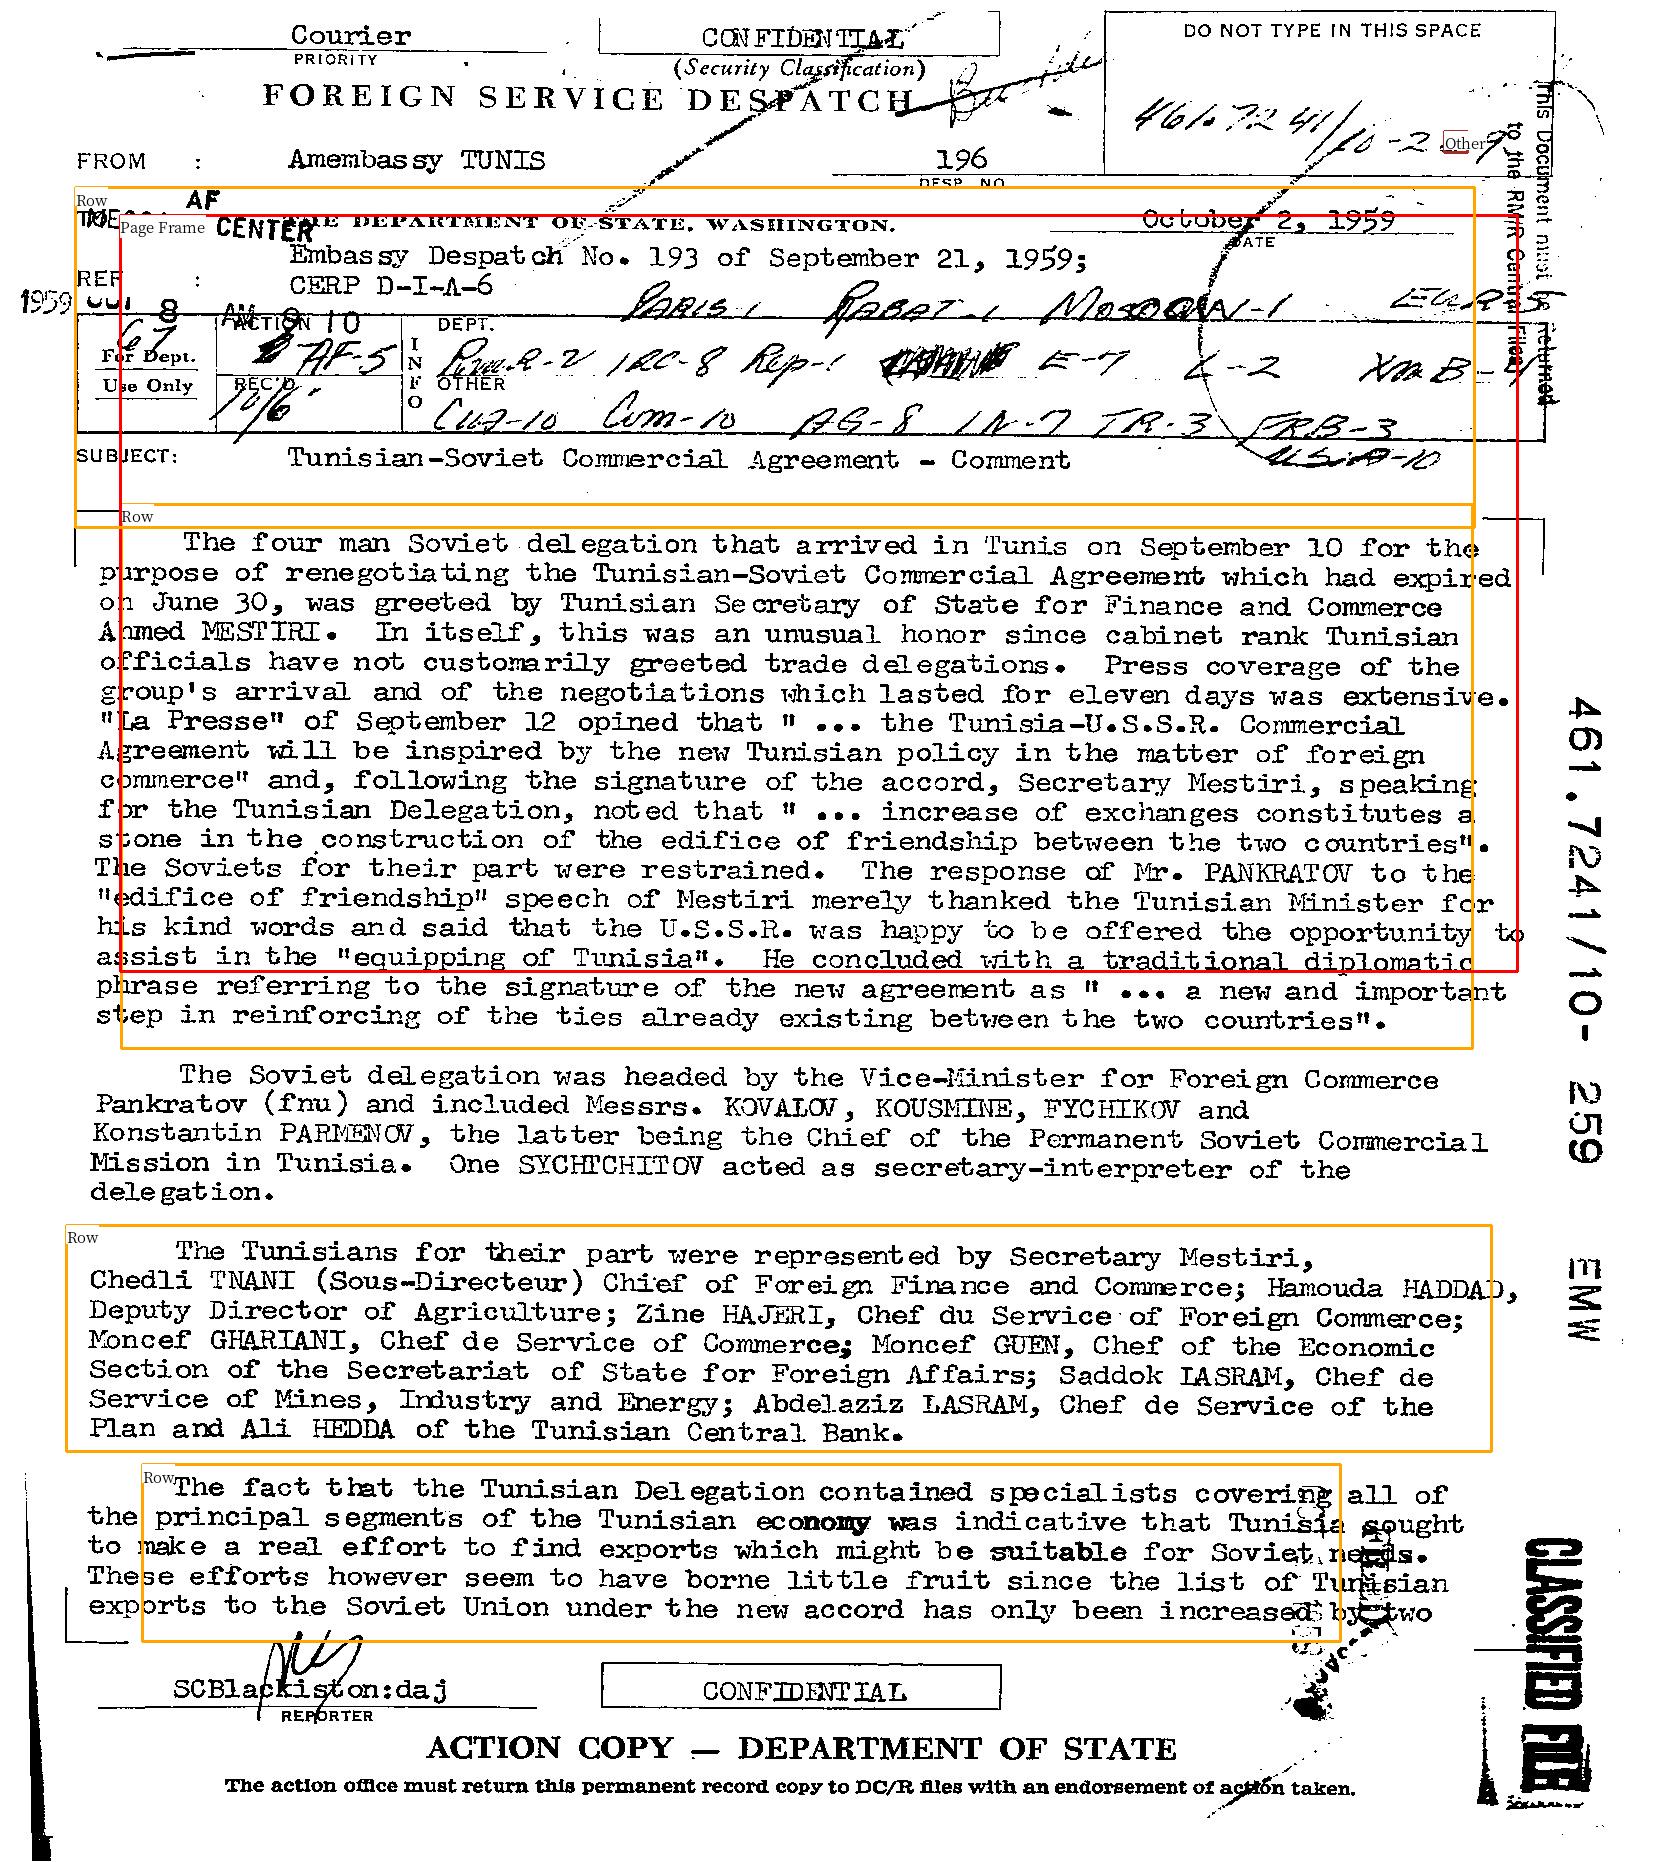 Courier
PRIORITY
CONFIDENTIAL
(Security Classification)
DO NOT TYPE IN THIS SPACE
FOREIGN SERVICE DESPATCH
461.7241/10-2
Other
This Document must be Returned
to the RM/R Central Files
FROM : Amembassy TUNIS
196
DESP. NO.
Row
AF
CENTER
Page Frame
THE DEPARTMENT OF STATE, WASHINGTON.
October 2, 1959
DATE
Embassy Despatch No. 193 of September 21, 1959;
REF : CERP D-I-A-6
1959 OCT 8 AM 9 10
PARIS-1 RABAT-1 MOSCOW-1
For Dept.
Use Only
ACTION
AF-5
REC'D
10/6
INFO
DEPT.
RM/R-2 IRC-8 Rep-1 E-7 L-2
OTHER
CIA-10 Com-10 AG-8 IN-7 TR-3 FRB-3
USIA-10
SUBJECT: Tunisian-Soviet Commercial Agreement - Comment
Row
The four man Soviet delegation that arrived in Tunis on September 10 for the
purpose of renegotiating the Tunisian-Soviet Commercial Agreement which had expired
on June 30, was greeted by Tunisian Secretary of State for Finance and Commerce
Ahmed MESTIRI. In itself, this was an unusual honor since cabinet rank Tunisian
officials have not customarily greeted trade delegations. Press coverage of the
group's arrival and of the negotiations which lasted for eleven days was extensive.
"La Presse" of September 12 opined that " ... the Tunisia-U.S.S.R. Commercial
Agreement will be inspired by the new Tunisian policy in the matter of foreign
commerce" and, following the signature of the accord, Secretary Mestiri, speaking
for the Tunisian Delegation, noted that " ... increase of exchanges constitutes a
stone in the construction of the edifice of friendship between the two countries".
The Soviets for their part were restrained. The response of Mr. PANKRATOV to the
"edifice of friendship" speech of Mestiri merely thanked the Tunisian Minister for
his kind words and said that the U.S.S.R. was happy to be offered the opportunity to
assist in the "equipping of Tunisia". He concluded with a traditional diplomatic
phrase referring to the signature of the new agreement as " ... a new and important
step in reinforcing of the ties already existing between the two countries".
The Soviet delegation was headed by the Vice-Minister for Foreign Commerce
Pankratov (fnu) and included Messrs. KOVALOV, KOUSMINE, FYCHIKOV and
Konstantin PARMENOV, the latter being the Chief of the Permanent Soviet Commercial
Mission in Tunisia. One SYCHTCHITOV acted as secretary-interpreter of the
delegation.
Row
The Tunisians for their part were represented by Secretary Mestiri,
Chedli TNANI (Sous-Directeur) Chief of Foreign Finance and Commerce; Hamouda HADDAD,
Deputy Director of Agriculture; Zine HAJERI, Chef du Service of Foreign Commerce;
Moncef GHARIANI, Chef de Service of Commerce; Moncef GUEN, Chef of the Economic
Section of the Secretariat of State for Foreign Affairs; Saddok LASRAM, Chef de
Service of Mines, Industry and Energy; Abdelaziz LASRAM, Chef de Service of the
Plan and Ali HEDDA of the Tunisian Central Bank.
Row
The fact that the Tunisian Delegation contained specialists covering all of
the principal segments of the Tunisian economy was indicative that Tunisia sought
to make a real effort to find exports which might be suitable for Soviet needs.
These efforts however seem to have borne little fruit since the list of Tunisian
exports to the Soviet Union under the new accord has only been increased by two
461.7241/10-259 EMW
CLASSIFIED FILE
SCBlackiston:daj
REPORTER
CONFIDENTIAL
ACTION COPY — DEPARTMENT OF STATE
The action office must return this permanent record copy to DC/R files with an endorsement of action taken.